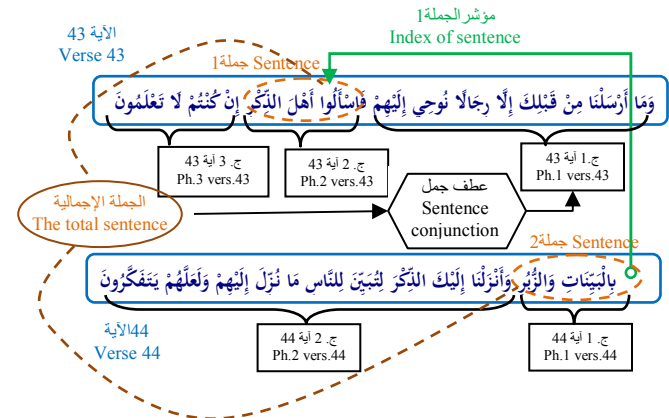 مؤشر الجملة1
Index of sentence
الآية 43
Verse 43
جملة1 Sentence
وَمَا أَرْسَلْنَا مِنْ قَبْلِكَ إِلَّا رِجَالًا نُوحِي إِلَيْهِمْ فَاسْأَلُوا أَهْلَ الذِّكْرِ إِنْ كُنْتُمْ لَا تَعْلَمُونَ
ج.1 آية 43
Ph.1 vers.43
ج. 2 آية 43
Ph.2 vers.43
ج. 3 آية 43
Ph.3 vers.43
الجملة الإجمالية
The total sentence
عطف جمل
Sentence
conjunction
جملة2 Sentence
بِالْبَيِّنَاتِ وَالزُّبُرِ وَأَنْزَلْنَا إِلَيْكَ الذِّكْرَ لِتُبَيِّنَ لِلنَّاسِ مَا نُزِّلَ إِلَيْهِمْ وَلَعَلَّهُمْ يَتَفَكَّرُونَ
44الآية
Verse 44
ج. 1 آية 44
Ph.1 vers.44
ج. 2 آية 44
Ph.2 vers.44